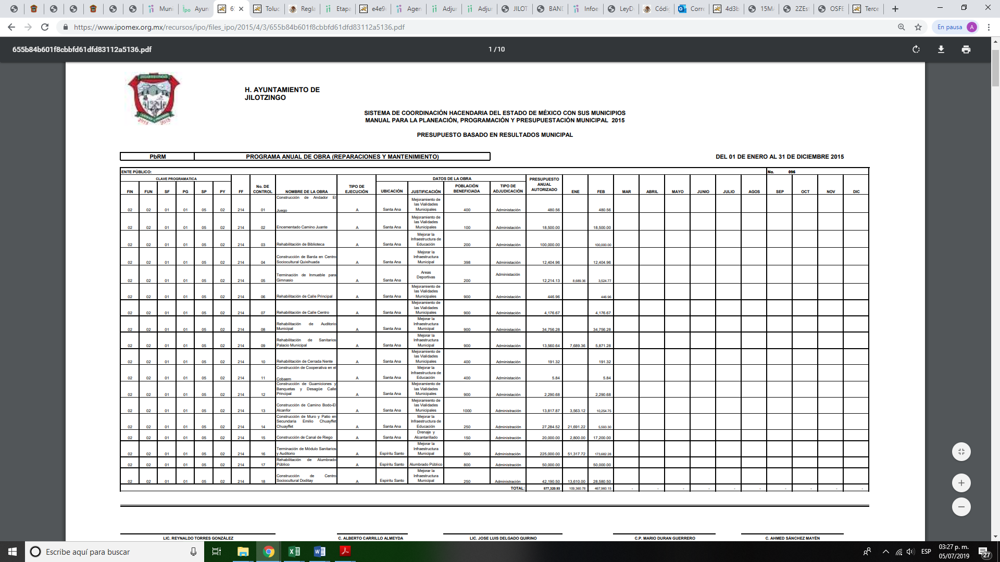 Muni Ayun 6 Toluc Regla Etapa e4e9 Agen Adjur Adjur JILOT BAND Infoe LeyD Códig Corre 4d3b 15M 2ZEs OSFE Terce
https://www.ipomex.org.mx/recursos/ipo/files_ipo/2015/4/3/655b84b601f8cbbfd61dfd83112a5136.pdf En pausa A
655b84b601f8cbbfd61dfd83112a5136.pdf 1 / 10
H. AYUNTAMIENTO DE
JILOTZINGO
SISTEMA DE COORDINACIÓN HACENDARIA DEL ESTADO DE MÉXICO CON SUS MUNICIPIOS
MANUAL PARA LA PLANEACIÓN, PROGRAMACIÓN Y PRESUPUESTACIÓN MUNICIPAL 2015
PRESUPUESTO BASADO EN RESULTADOS MUNICIPAL
PbRM PROGRAMA ANUAL DE OBRA (REPARACIONES Y MANTENIMIENTO) DEL 01 DE ENERO AL 31 DE DICIEMBRE 2015
ENTE PÚBLICO: No. 096
CLAVE PROGRAMATICA DATOS DE LA OBRA
FIN FUN SF PG SP PY FF No. DE CONTROL NOMBRE DE LA OBRA TIPO DE EJECUCIÓN UBICACIÓN JUSTIFICACIÓN POBLACIÓN BENEFICIADA TIPO DE ADJUDICACIÓN PRESUPUESTO ANUAL AUTORIZADO ENE FEB MAR ABRIL MAYO JUNIO JULIO AGOS SEP OCT NOV DIC
02 02 01 01 05 02 214 01 Construcción de Andador El Juego A Santa Ana Mejoramiento de las Vialidades Municipales 400 Administación 480.56 480.56
02 02 01 01 05 02 214 02 Encementado Camino Juante A Santa Ana Mejoramiento de las Vialidades Municipales 100 Administación 18,500.00 18,500.00
02 02 01 01 05 02 214 03 Rehabilitación de Biblioteca A Santa Ana Mejorar la Infraestructura de Educación 200 Administación 100,000.00 100,000.00
02 02 01 01 05 02 214 04 Construcción de Barda en Centro Sociocultural Quixihuada A Santa Ana Mejorar la Infraestructura Municipal 398 Administación 12,404.96 12,404.96
02 02 01 01 05 02 214 05 Terminación de Inmueble para Gimnasio A Santa Ana Areas Deportivas 200 Administación 12,214.13 8,689.36 3,524.77
02 02 01 01 05 02 214 06 Rehabilitación de Calle Principal A Santa Ana Mejoramiento de las Vialidades Municipales 900 Administación 446.96 446.96
02 02 01 01 05 02 214 07 Rehabilitación de Calle Centro A Santa Ana Mejoramiento de las Vialidades Municipales 900 Administación 4,176.67 4,176.67
02 02 01 01 05 02 214 08 Rehabilitación de Auditorio Municipal A Santa Ana Mejorar la Infraestructura Municipal 900 Administación 34,756.28 34,756.28
02 02 01 01 05 02 214 09 Rehabilitación de Sanitarios Palacio Municipal A Santa Ana Mejorar la Infraestructura Municipal 900 Administación 13,560.64 7,689.36 5,871.28
02 02 01 01 05 02 214 10 Rehabilitación de Cerrada Nente A Santa Ana Mejoramiento de las Vialidades Municipales 400 Administación 191.32 191.32
02 02 01 01 05 02 214 11 Construcción de Cooperativa en el Cobaem A Santa Ana Mejorar la Infraestructura de Educación 400 Administación 5.84 5.84
02 02 01 01 05 02 214 12 Construcción de Guarniciones y Banquetas y Desagüe Calle Principal A Santa Ana Mejoramiento de las Vialidades Municipales 900 Administación 2,290.68 2,290.68
02 02 01 01 05 02 214 13 Construcción de Camino Bodo-El Alcanfor A Santa Ana Mejoramiento de las Vialidades Municipales 1000 Administración 13,817.87 3,563.12 10,254.75
02 02 01 01 05 02 214 14 Construcción de Muro y Patio en Secundaria Emilio Chuayffet Chuayffet A Santa Ana Mejorar la Infraestructura de Educación 250 Administración 27,284.52 21,691.22 5,593.30
02 02 01 01 05 02 214 15 Construcción de Canal de Riego A Santa Ana Drenaje y Alcantarillado 150 Administración 20,000.00 2,800.00 17,200.00
02 02 01 01 05 02 214 16 Terminación de Módulo Sanitarios y Auditorio A Espíritu Santo Mejorar la Infraestructura Municipal 500 Administración 225,000.00 51,317.72 173,682.28
02 02 01 01 05 02 214 17 Rehabilitación de Alumbrado Público A Espíritu Santo Alumbrado Público 800 Administración 50,000.00 50,000.00
02 02 01 01 05 02 214 18 Construcción de Centro Sociocultural Doditay A Espíritu Santo Mejorar la Infraestructura Municipal 250 Administración 42,190.50 13,610.00 28,580.50
TOTAL: 577,320.93 109,360.78 467,960.15 - - - - - - - - - -
LIC. REYNALDO TORRES GONZÁLEZ C. ALBERTO CARRILLO ALMEYDA LIC. JOSE LUIS DELGADO QUIRINO C.P. MARIO DURAN GUERRERO C. AHMED SÁNCHEZ MAYÉN
Escribe aquí para buscar ESP 03:27 p. m.
05/07/2019 27